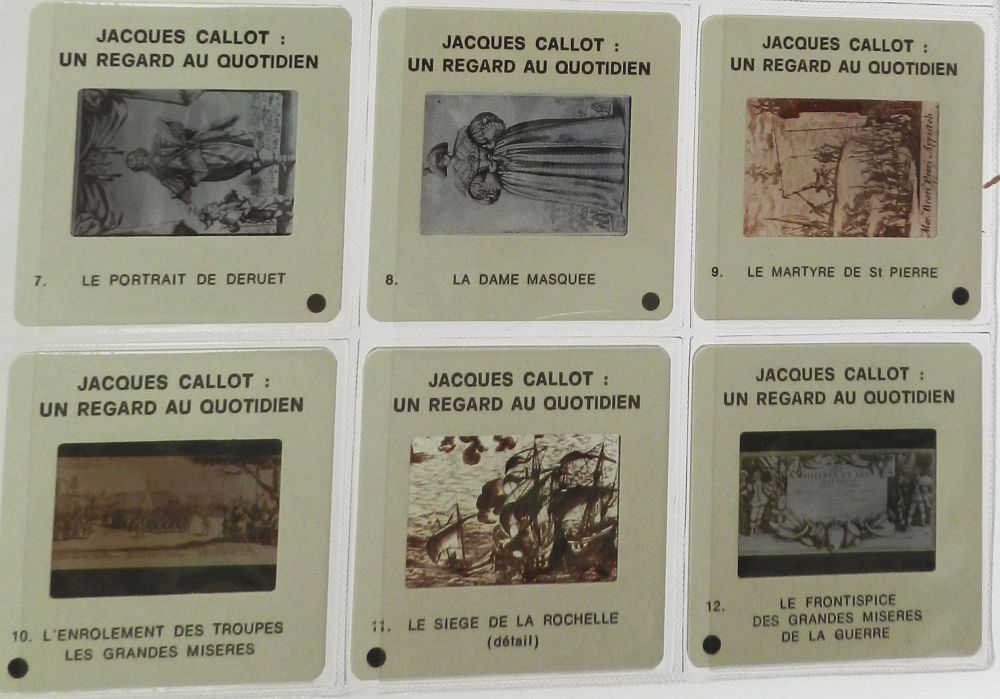 JACQUES CALLOT :
UN REGARD AU QUOTIDIEN
7. LE PORTRAIT DE DERUET
JACQUES CALLOT :
UN REGARD AU QUOTIDIEN
8. LA DAME MASQUEE
JACQUES CALLOT :
UN REGARD AU QUOTIDIEN
9. LE MARTYRE DE St PIERRE
JACQUES CALLOT :
UN REGARD AU QUOTIDIEN
10. L'ENROLEMENT DES TROUPES
LES GRANDES MISERES
JACQUES CALLOT :
UN REGARD AU QUOTIDIEN
11. LE SIEGE DE LA ROCHELLE
(détail)
JACQUES CALLOT :
UN REGARD AU QUOTIDIEN
12. LE FRONTISPICE
DES GRANDES MISERES
DE LA GUERRE